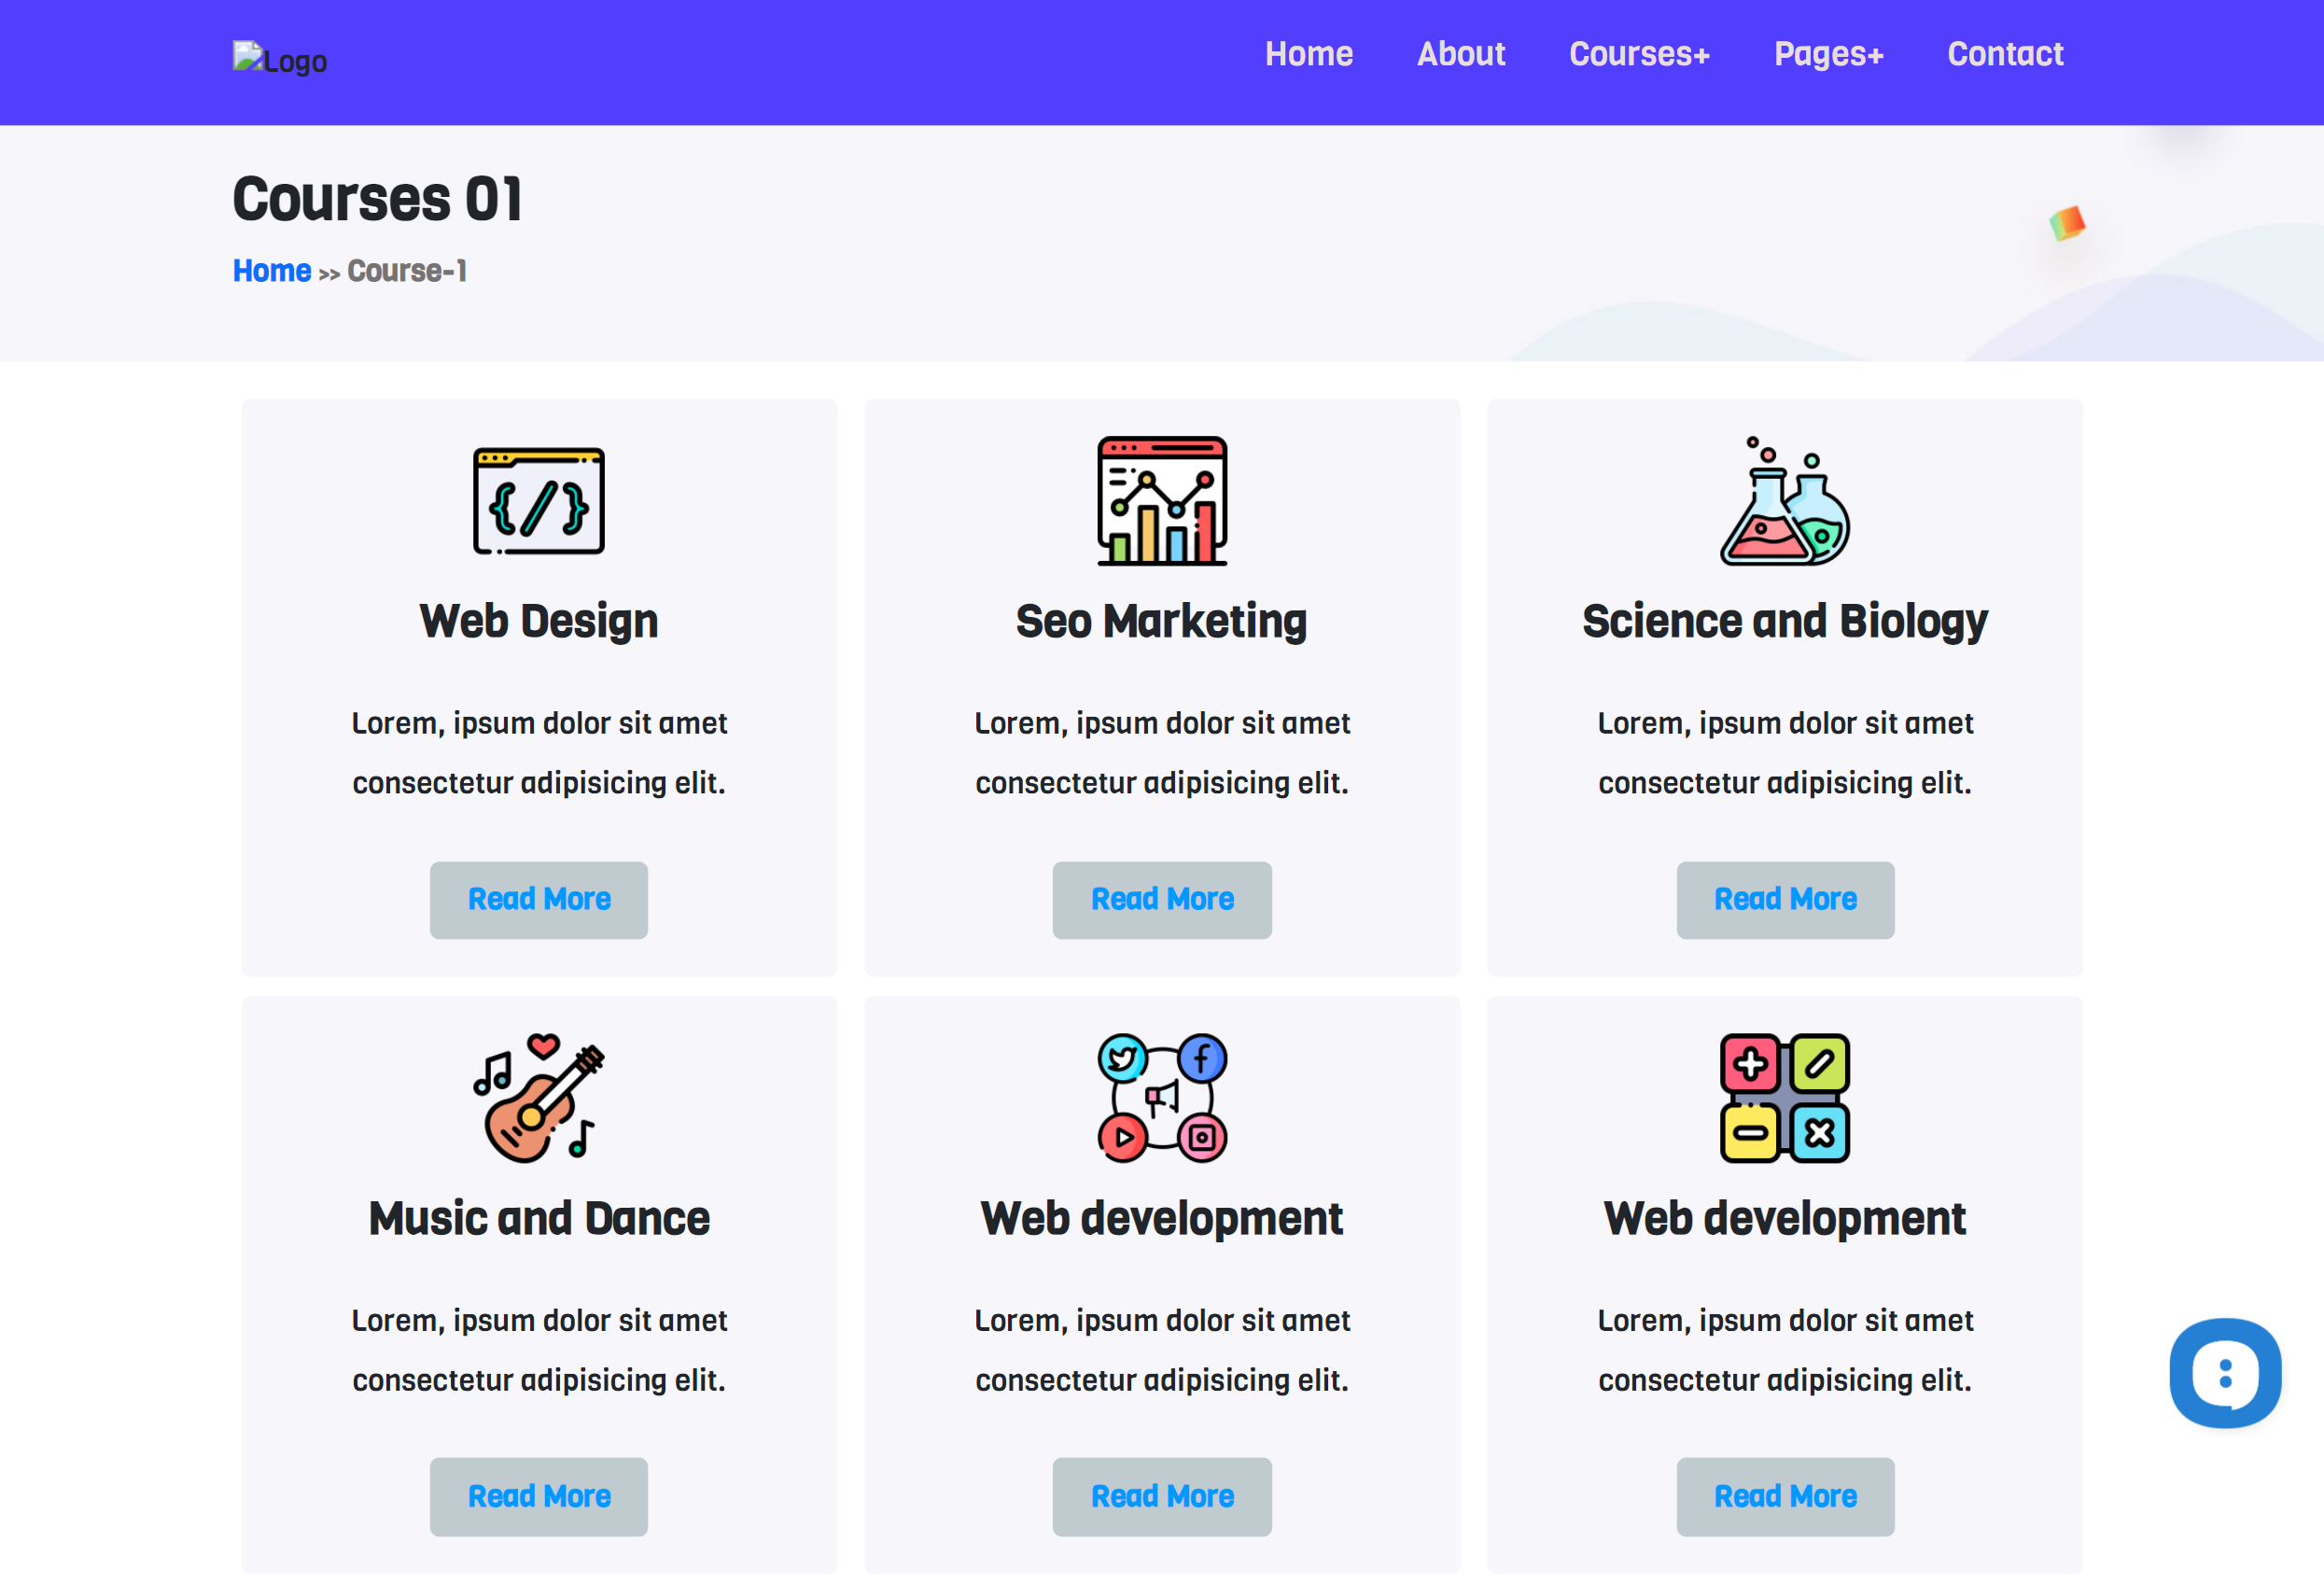 Logo
Home About Courses+ Pages+ Contact
Courses 01
Home >> Course-1
Web Design
Lorem, ipsum dolor sit amet
consectetur adipisicing elit.
Read More
Seo Marketing
Lorem, ipsum dolor sit amet
consectetur adipisicing elit.
Read More
Science and Biology
Lorem, ipsum dolor sit amet
consectetur adipisicing elit.
Read More
Music and Dance
Lorem, ipsum dolor sit amet
consectetur adipisicing elit.
Read More
Web development
Lorem, ipsum dolor sit amet
consectetur adipisicing elit.
Read More
Web development
Lorem, ipsum dolor sit amet
consectetur adipisicing elit.
Read More